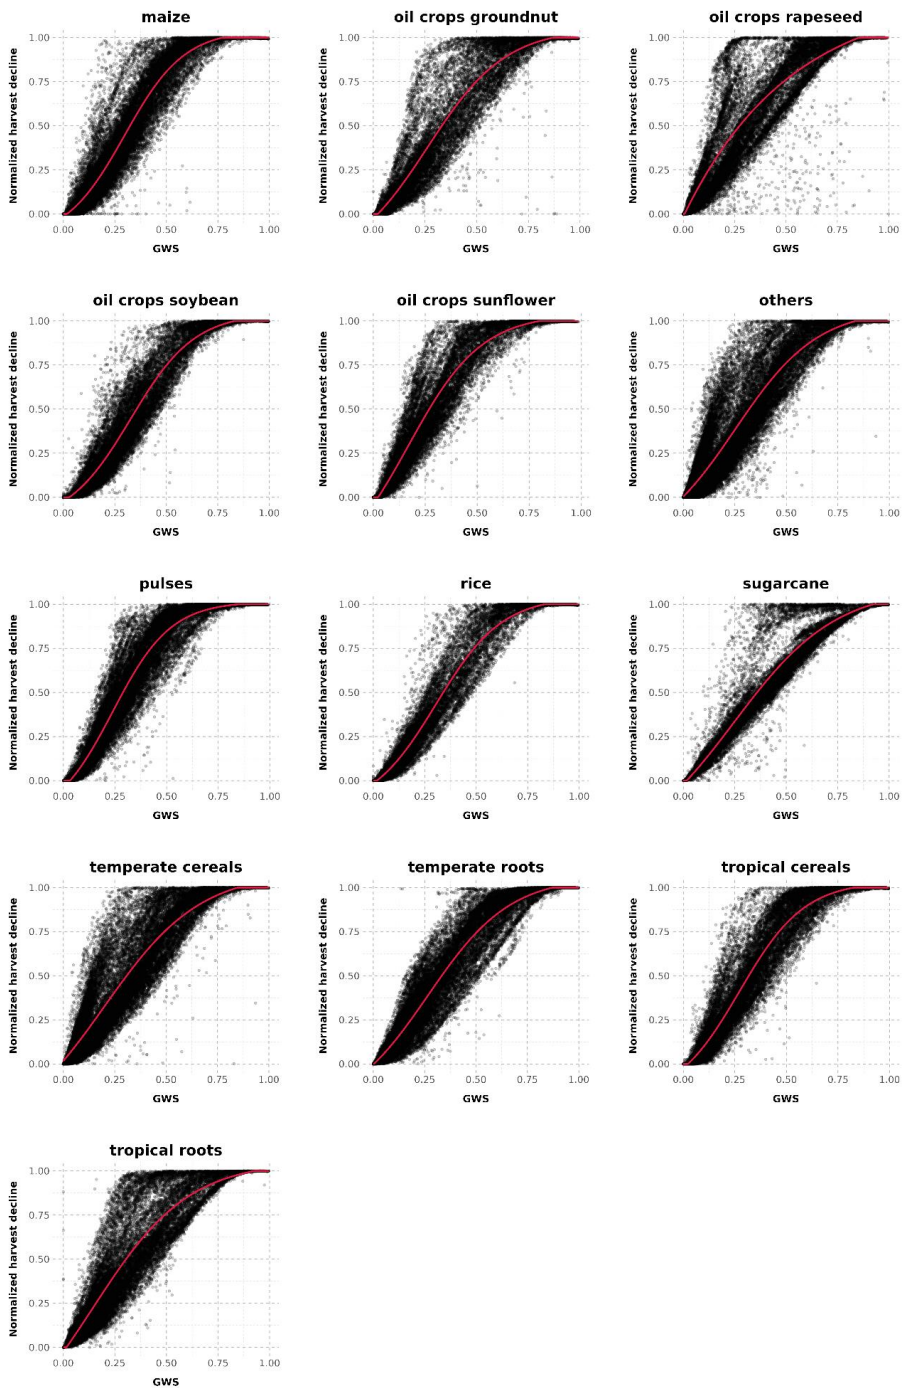 maize
oil crops groundnut
oil crops rapeseed
Normalized harvest decline
1.00
0.75
0.50
0.25
0.00
0.00 0.25 0.50 0.75 1.00
GWS
Normalized harvest decline
1.00
0.75
0.50
0.25
0.00
0.00 0.25 0.50 0.75 1.00
GWS
Normalized harvest decline
1.00
0.75
0.50
0.25
0.00
0.00 0.25 0.50 0.75 1.00
GWS
oil crops soybean
oil crops sunflower
others
Normalized harvest decline
1.00
0.75
0.50
0.25
0.00
0.00 0.25 0.50 0.75 1.00
GWS
Normalized harvest decline
1.00
0.75
0.50
0.25
0.00
0.00 0.25 0.50 0.75 1.00
GWS
Normalized harvest decline
1.00
0.75
0.50
0.25
0.00
0.00 0.25 0.50 0.75 1.00
GWS
pulses
rice
sugarcane
Normalized harvest decline
1.00
0.75
0.50
0.25
0.00
0.00 0.25 0.50 0.75 1.00
GWS
Normalized harvest decline
1.00
0.75
0.50
0.25
0.00
0.00 0.25 0.50 0.75 1.00
GWS
Normalized harvest decline
1.00
0.75
0.50
0.25
0.00
0.00 0.25 0.50 0.75 1.00
GWS
temperate cereals
temperate roots
tropical cereals
Normalized harvest decline
1.00
0.75
0.50
0.25
0.00
0.00 0.25 0.50 0.75 1.00
GWS
Normalized harvest decline
1.00
0.75
0.50
0.25
0.00
0.00 0.25 0.50 0.75 1.00
GWS
Normalized harvest decline
1.00
0.75
0.50
0.25
0.00
0.00 0.25 0.50 0.75 1.00
GWS
tropical roots
Normalized harvest decline
1.00
0.75
0.50
0.25
0.00
0.00 0.25 0.50 0.75 1.00
GWS